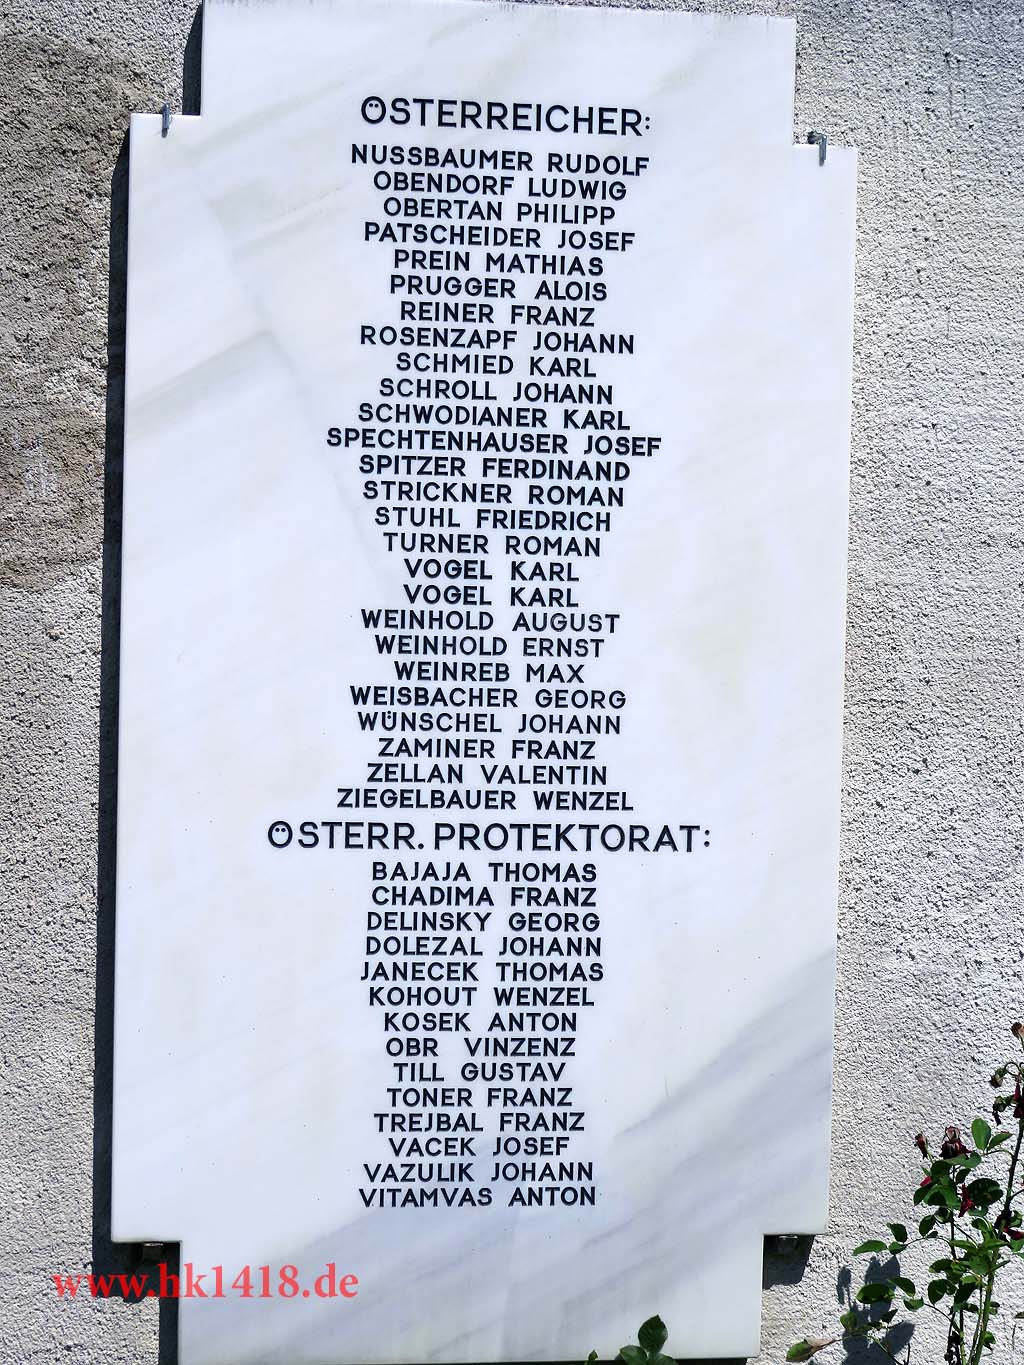 ÖSTERREICHER:
NUSSBAUMER RUDOLF
OBENDORF LUDWIG
OBERTAN PHILIPP
PATSCHEIDER JOSEF
PREIN MATHIAS
PRUGGER ALOIS
REINER FRANZ
ROSENZAPF JOHANN
SCHMIED KARL
SCHROLL JOHANN
SCHWODIANER KARL
SPECHTENHAUSER JOSEF
SPITZER FERDINAND
STRICKNER ROMAN
STUHL FRIEDRICH
TURNER ROMAN
VOGEL KARL
VOGEL KARL
WEINHOLD AUGUST
WEINHOLD ERNST
WEINREB MAX
WEISBACHER GEORG
WÜNSCHEL JOHANN
ZAMINER FRANZ
ZELLAN VALENTIN
ZIEGELBAUER WENZEL
ÖSTERR. PROTEKTORAT:
BAJAJA THOMAS
CHADIMA FRANZ
DELINSKY GEORG
DOLEZAL JOHANN
JANECEK THOMAS
KOHOUT WENZEL
KOSEK ANTON
OBR VINZENZ
TILL GUSTAV
TONER FRANZ
TREJBAL FRANZ
VACEK JOSEF
VAZULIK JOHANN
VITAMVAS ANTON
www.hk1418.de